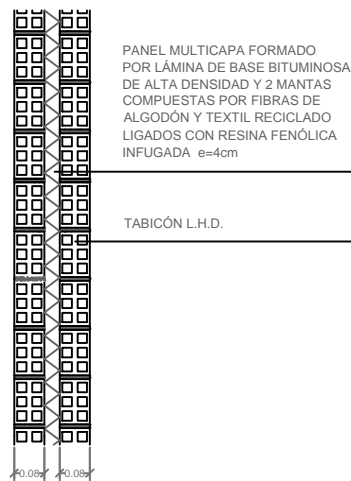 PANEL MULTICAPA FORMADO
POR LÁMINA DE BASE BITUMINOSA
DE ALTA DENSIDAD Y 2 MANTAS
COMPUESTAS POR FIBRAS DE
ALGODÓN Y TEXTIL RECICLADO
LIGADOS CON RESINA FENÓLICA
INFUGADA e=4cm
TABICÓN L.H.D.
0.08 0.08